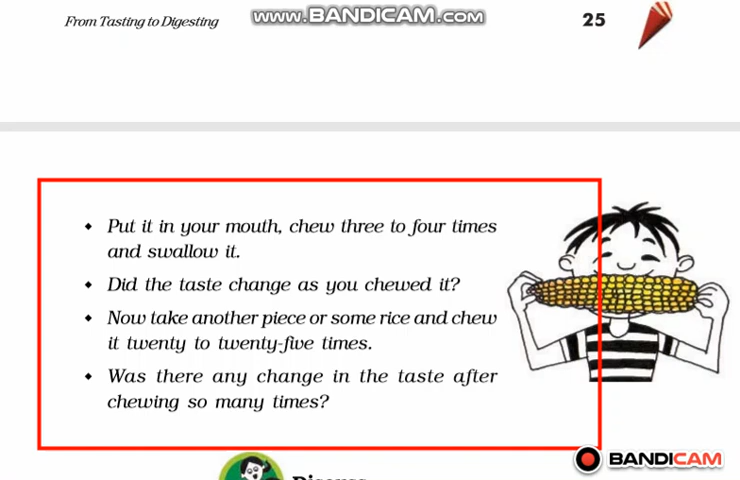 From Tasting to Digesting
www.BANDICAM.com
25
◆ Put it in your mouth, chew three to four times
and swallow it.
◆ Did the taste change as you chewed it?
◆ Now take another piece or some rice and chew
it twenty to twenty-five times.
◆ Was there any change in the taste after
chewing so many times?
BANDICAM
Discuss